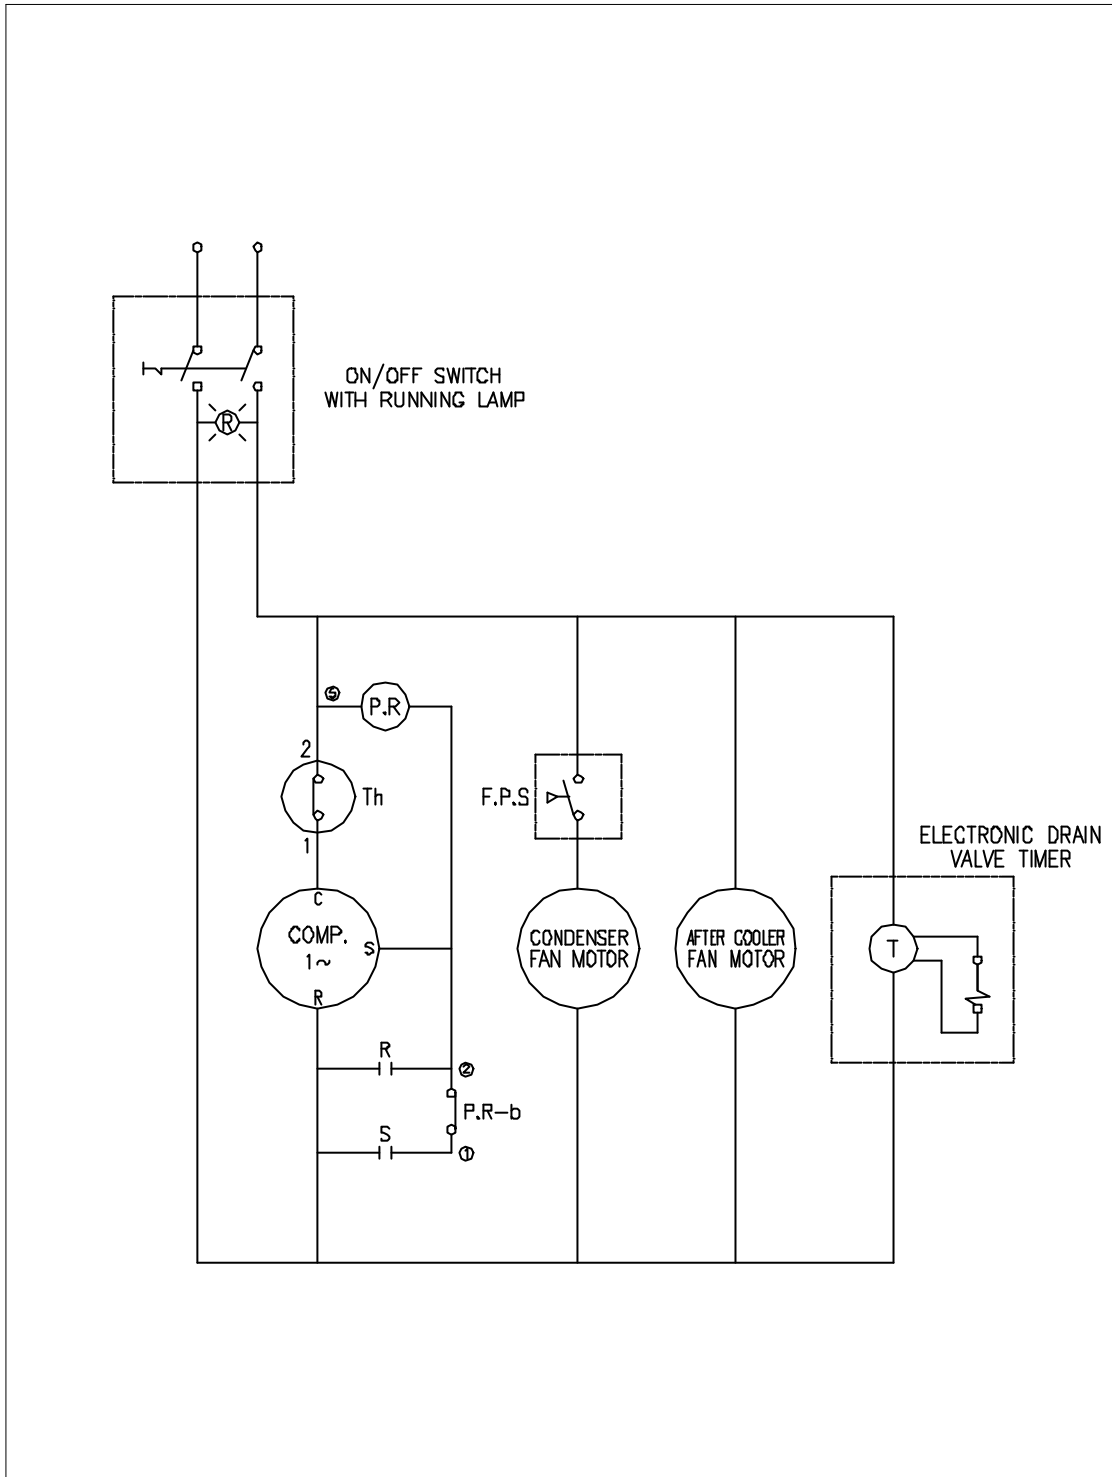 ON/OFF SWITCH
WITH RUNNING LAMP
R
5
P.R
2
Th
F.P.S
1
ELECTRONIC DRAIN
VALVE TIMER
C
COMP.
S
1~
R
CONDENSER
FAN MOTOR
AFTER COOLER
FAN MOTOR
T
R
2
P.R-b
S
1